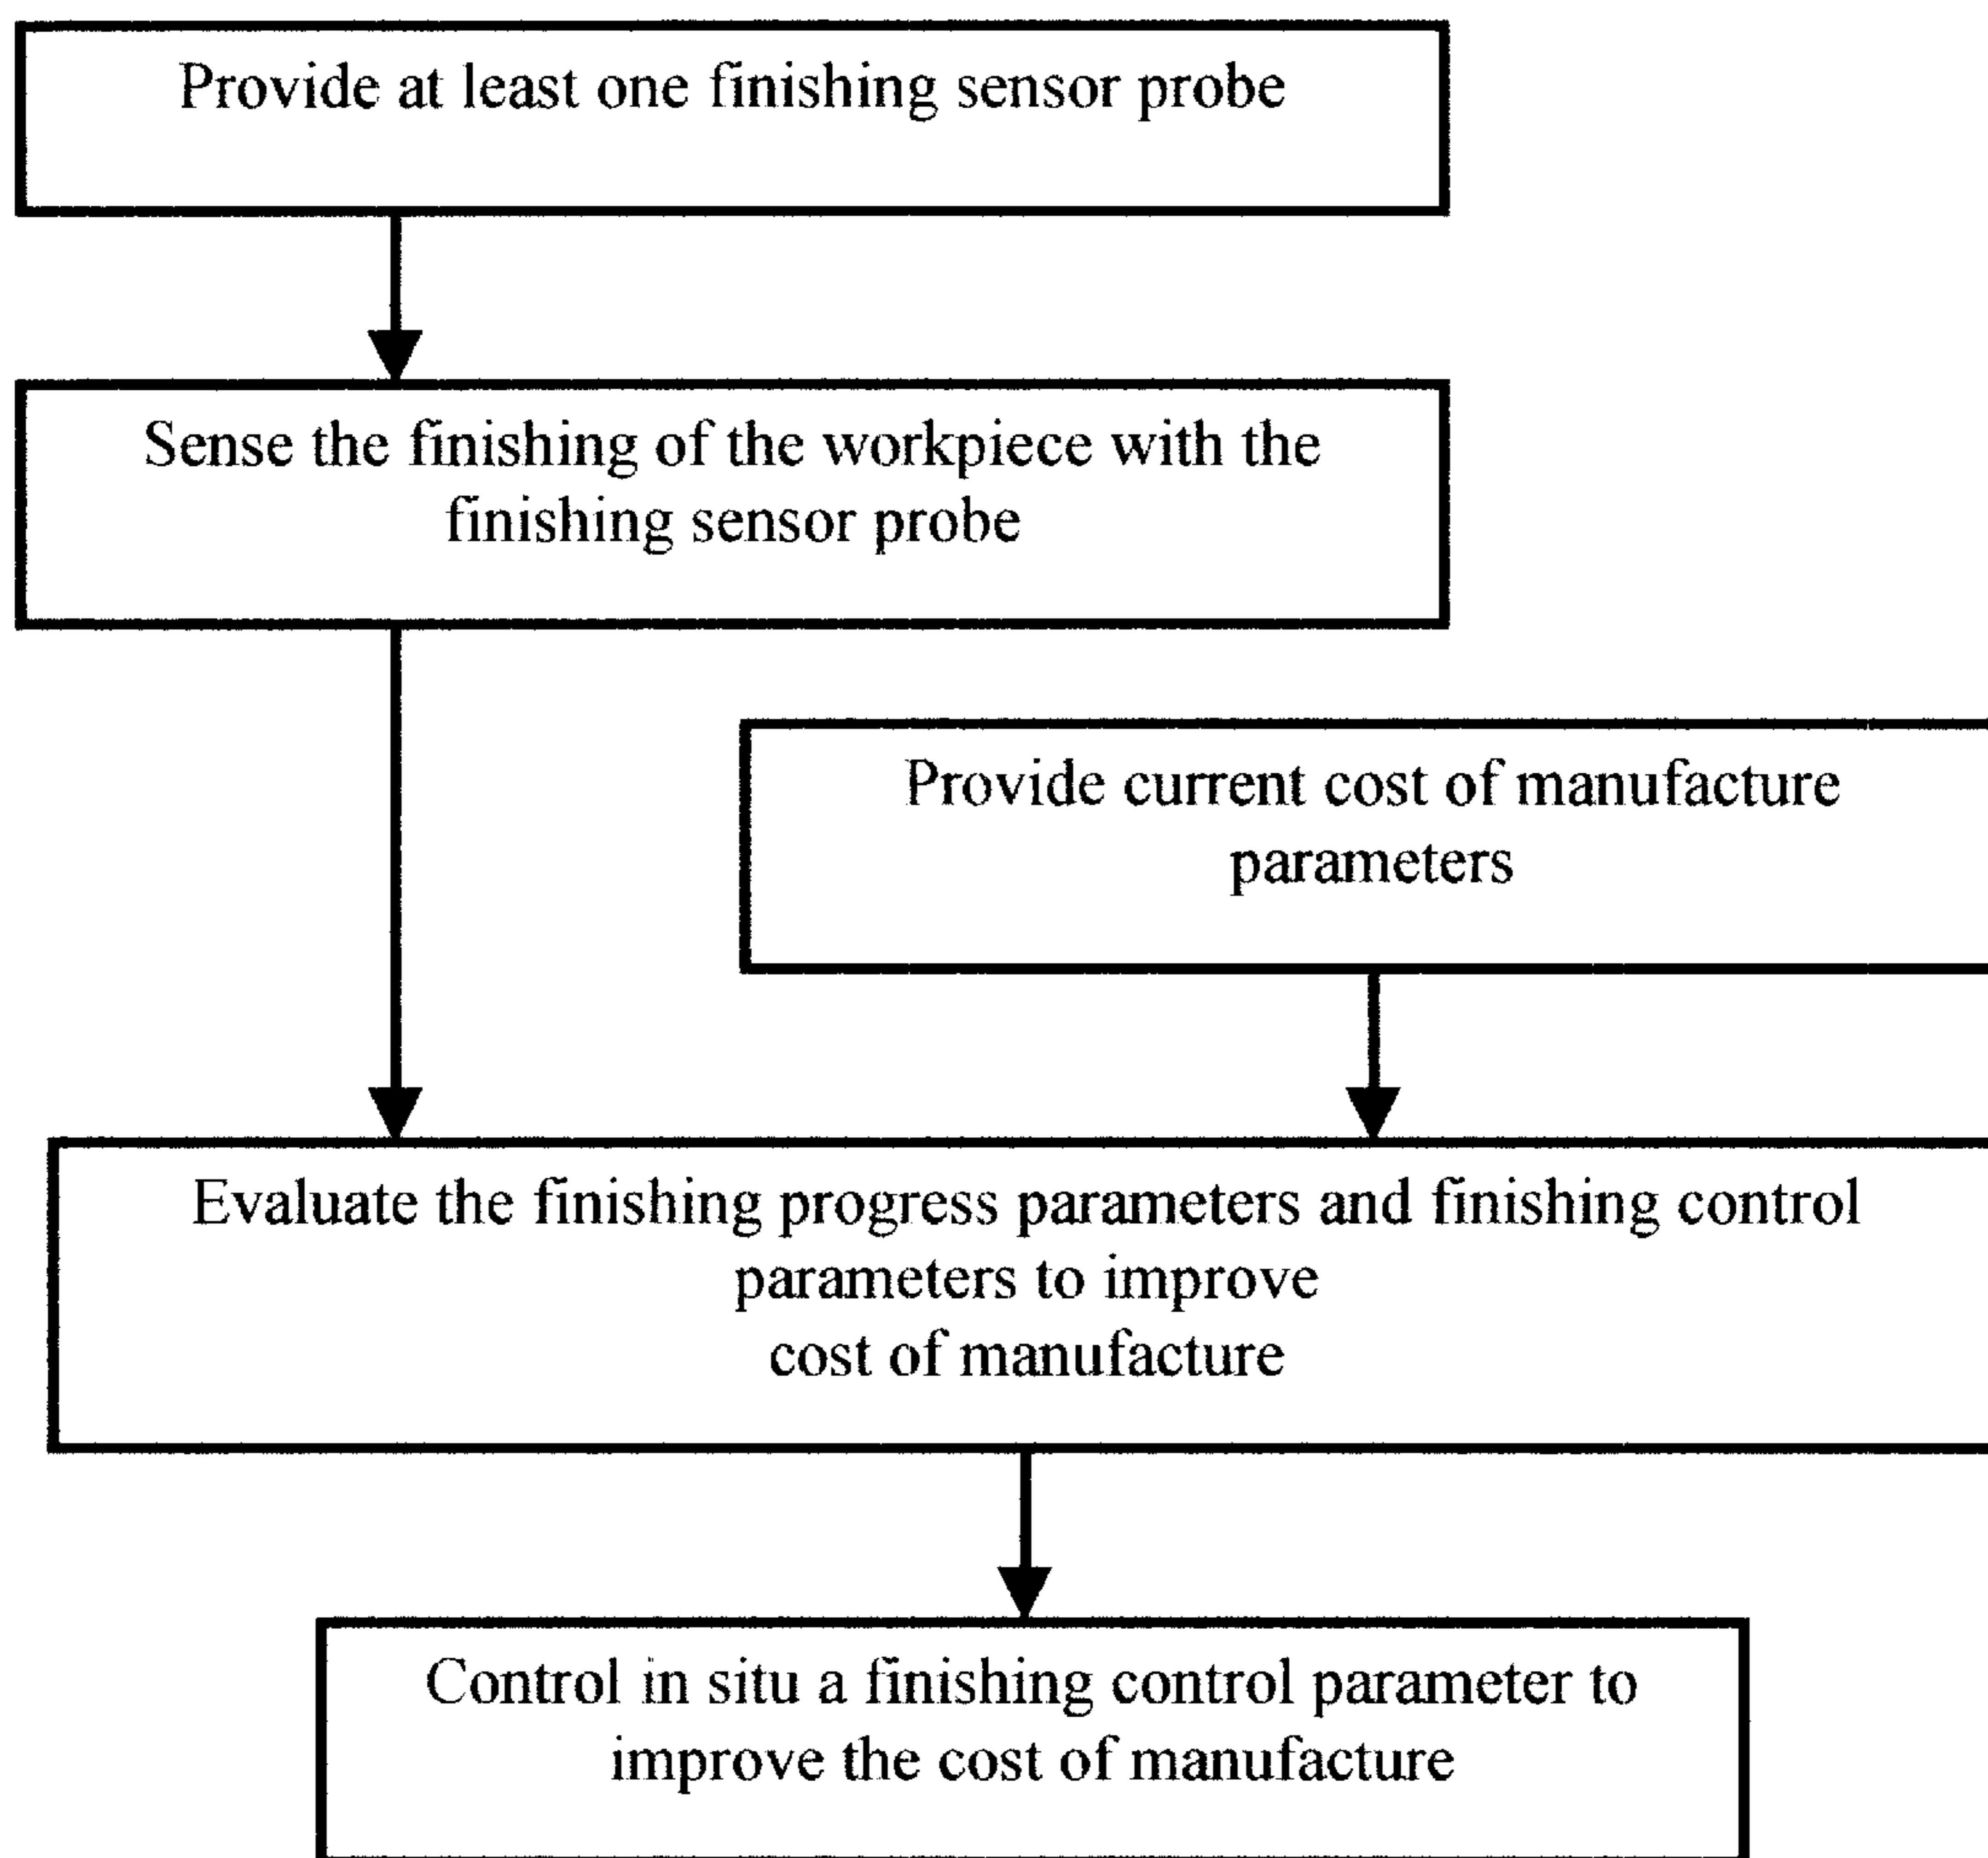 Provide at least one finishing sensor probe
Sense the finishing of the workpiece with the
finishing sensor probe
Provide current cost of manufacture
parameters
Evaluate the finishing progress parameters and finishing control
parameters to improve
cost of manufacture
Control in situ a finishing control parameter to
improve the cost of manufacture